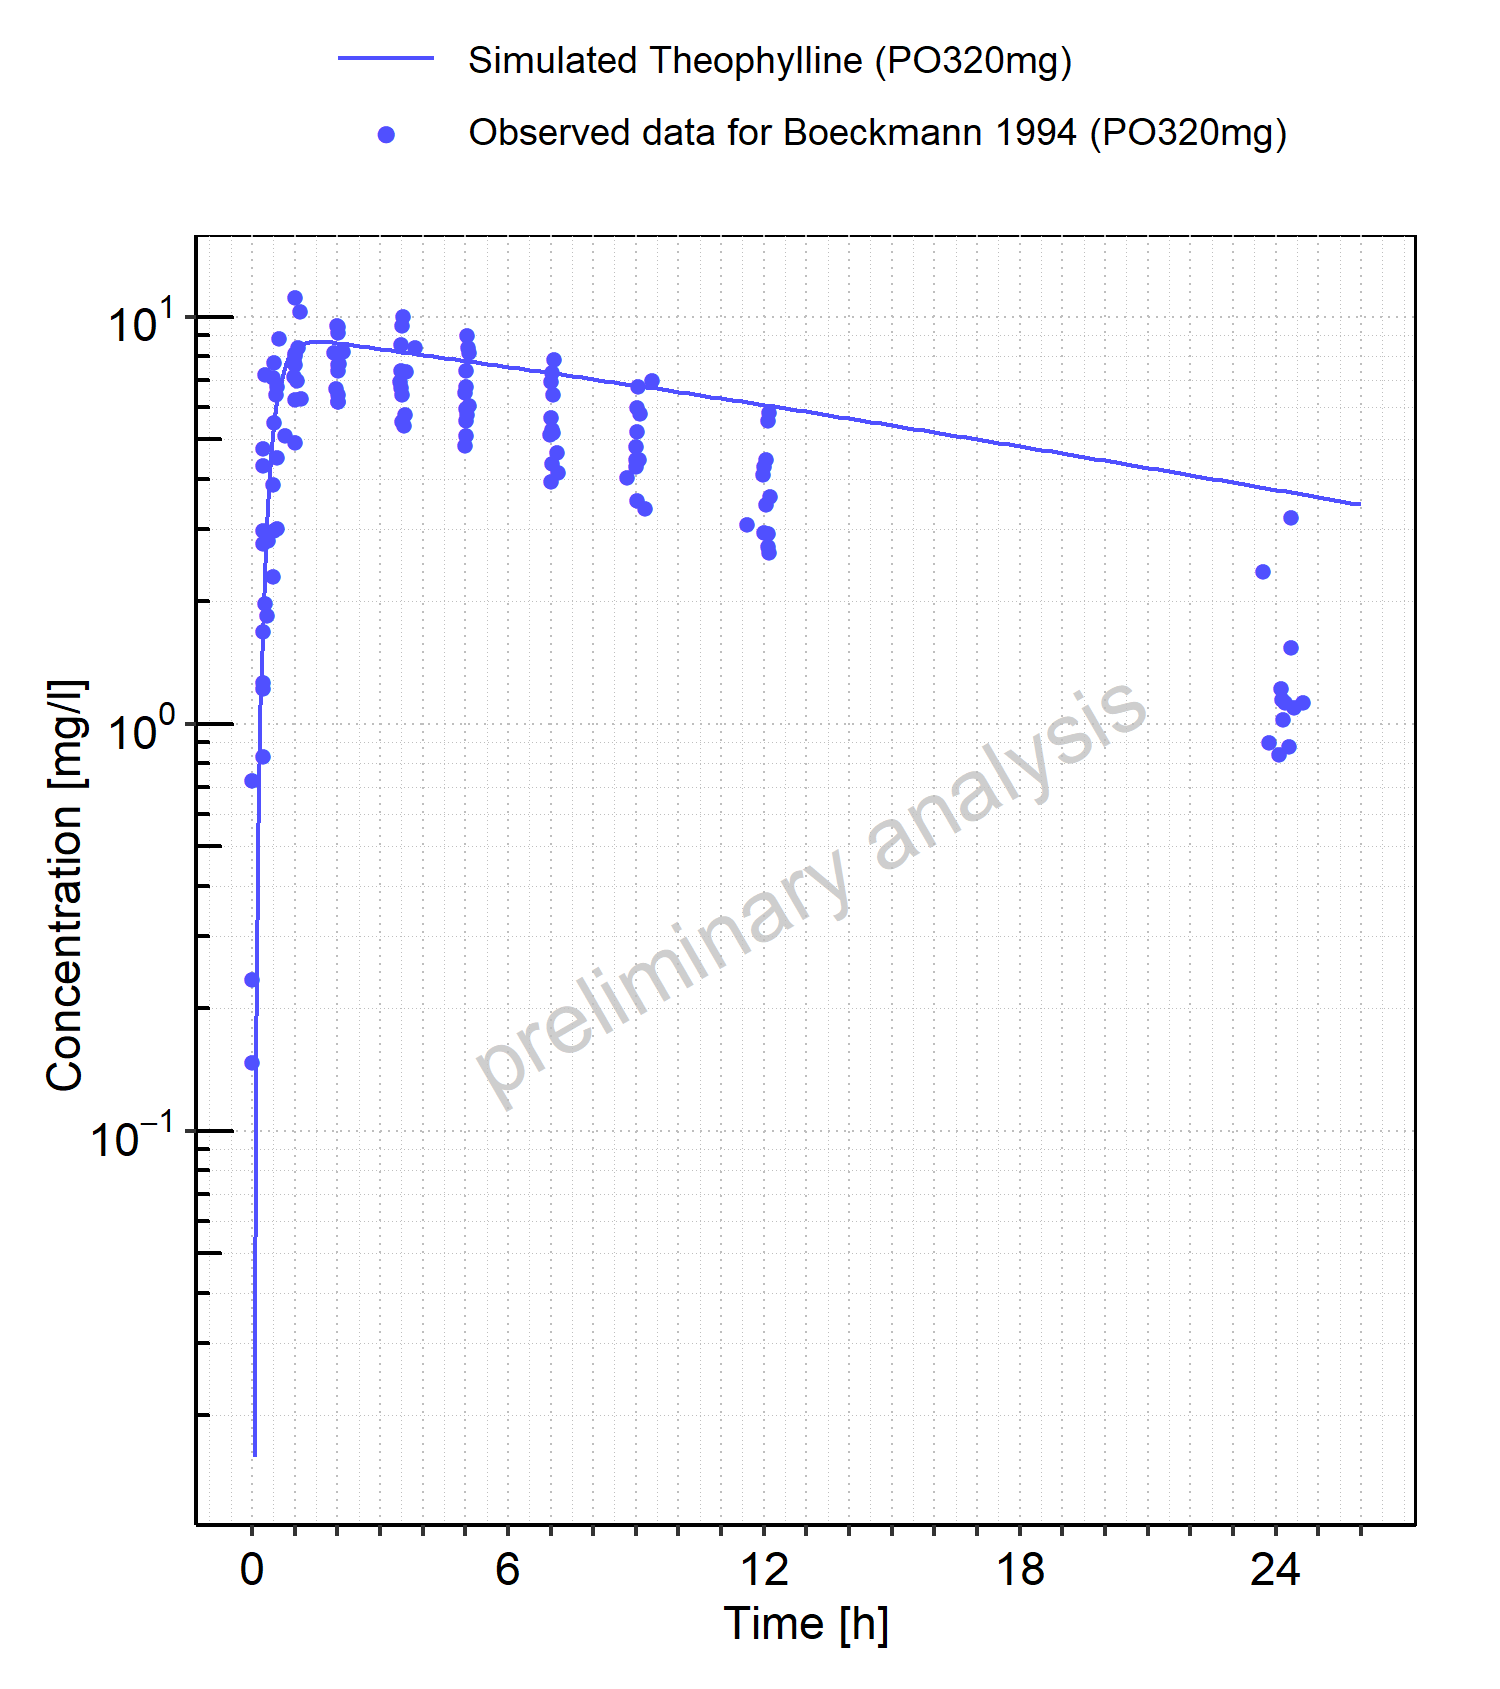 Simulated Theophylline (PO320mg)
Observed data for Boeckmann 1994 (PO320mg)
10¹
10⁰
10⁻¹
Concentration [mg/l]
preliminary analysis
0 6 12 18 24
Time [h]